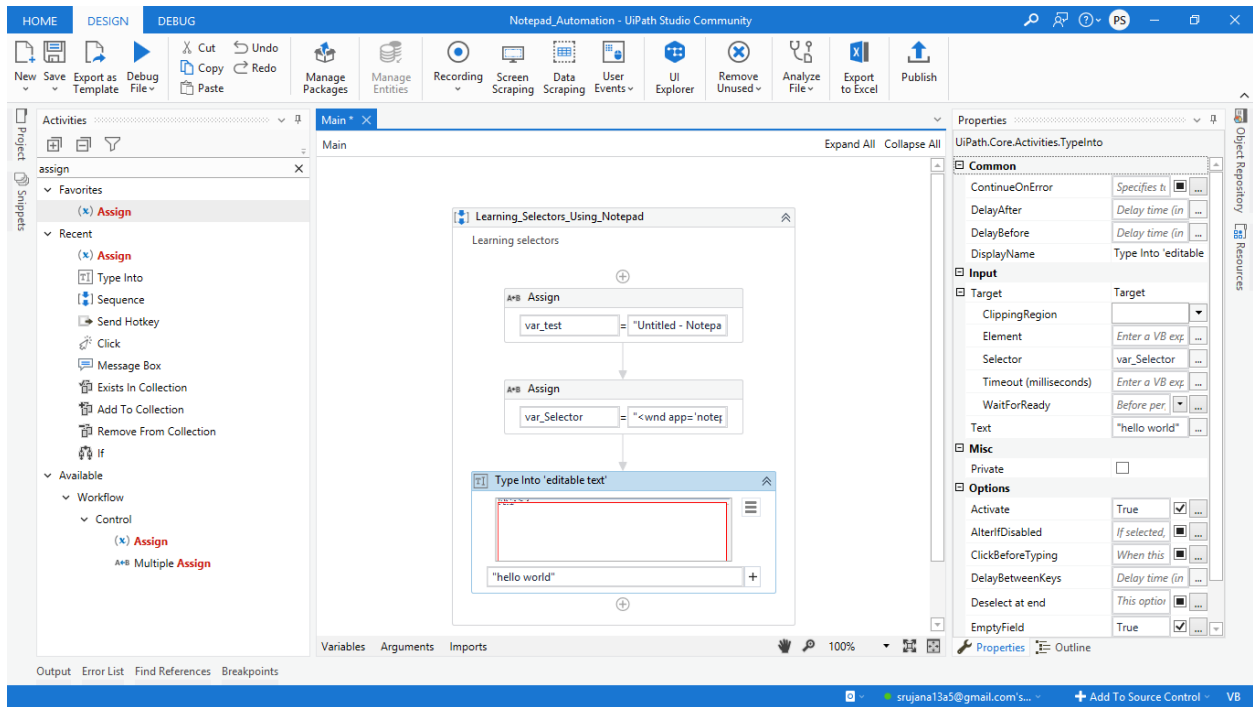 HOME DESIGN DEBUG Notepad_Automation - UiPath Studio Community PS
New Save Export as Template Debug File Cut Copy Paste Undo Redo Manage Packages Manage Entities Recording Screen Scraping Data Scraping User Events UI Explorer Remove Unused Analyze File Export to Excel Publish
Project
Snippets
Activities
assign
Favorites
(x) Assign
Recent
(x) Assign
Type Into
Sequence
Send Hotkey
Click
Message Box
Exists In Collection
Add To Collection
Remove From Collection
If
Available
Workflow
Control
(x) Assign
A+B Multiple Assign
Main *
Main Expand All Collapse All
Learning_Selectors_Using_Notepad
Learning selectors
A+B Assign
var_test = "Untitled - Notepa
A+B Assign
var_Selector = "<wnd app='notep
Type Into 'editable text'
"hello world" +
Variables Arguments Imports 100%
Properties
UiPath.Core.Activities.TypeInto
Common
ContinueOnError Specifies t ...
DelayAfter Delay time (in ...
DelayBefore Delay time (in ...
DisplayName Type Into 'editable
Input
Target Target
ClippingRegion
Element Enter a VB exp ...
Selector var_Selector ...
Timeout (milliseconds) Enter a VB exp ...
WaitForReady Before per ...
Text "hello world" ...
Misc
Private
Options
Activate True ...
AlterIfDisabled If selected, ...
ClickBeforeTyping When this ...
DelayBetweenKeys Delay time (in ...
Deselect at end This option ...
EmptyField True ...
Properties Outline
Object Repository
Resources
Output Error List Find References Breakpoints
srujana13a5@gmail.com's... + Add To Source Control VB